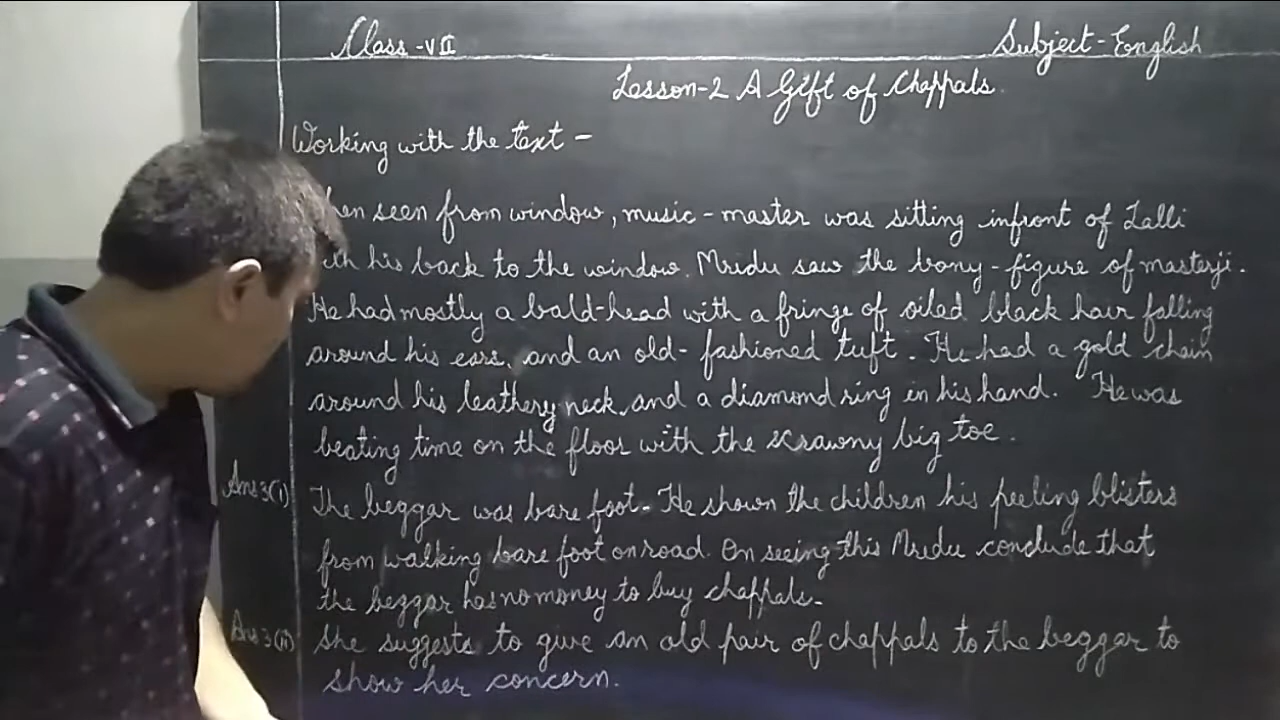 Class -VII
Subject - English
Lesson-2 A Gift of Chappals
Working with the text -
seen from window, music - master was sitting infront of Lalli
his back to the window. Mridu saw the bony - figure of masterji.
He had mostly a bald-head with a fringe of oiled black hair falling
around his ears, and an old- fashioned tuft. He had a gold chain
around his leathery neck, and a diamond ring in his hand. He was
beating time on the floor with the scrawny big toe.
Ans 3(i) The beggar was bare foot. He shown the children his peeling blisters
from walking bare foot on road. On seeing this Mridu conclude that
the beggar has no money to buy chappals.
Ans 3(ii) She suggests to give an old pair of chappals to the beggar to
show her concern.